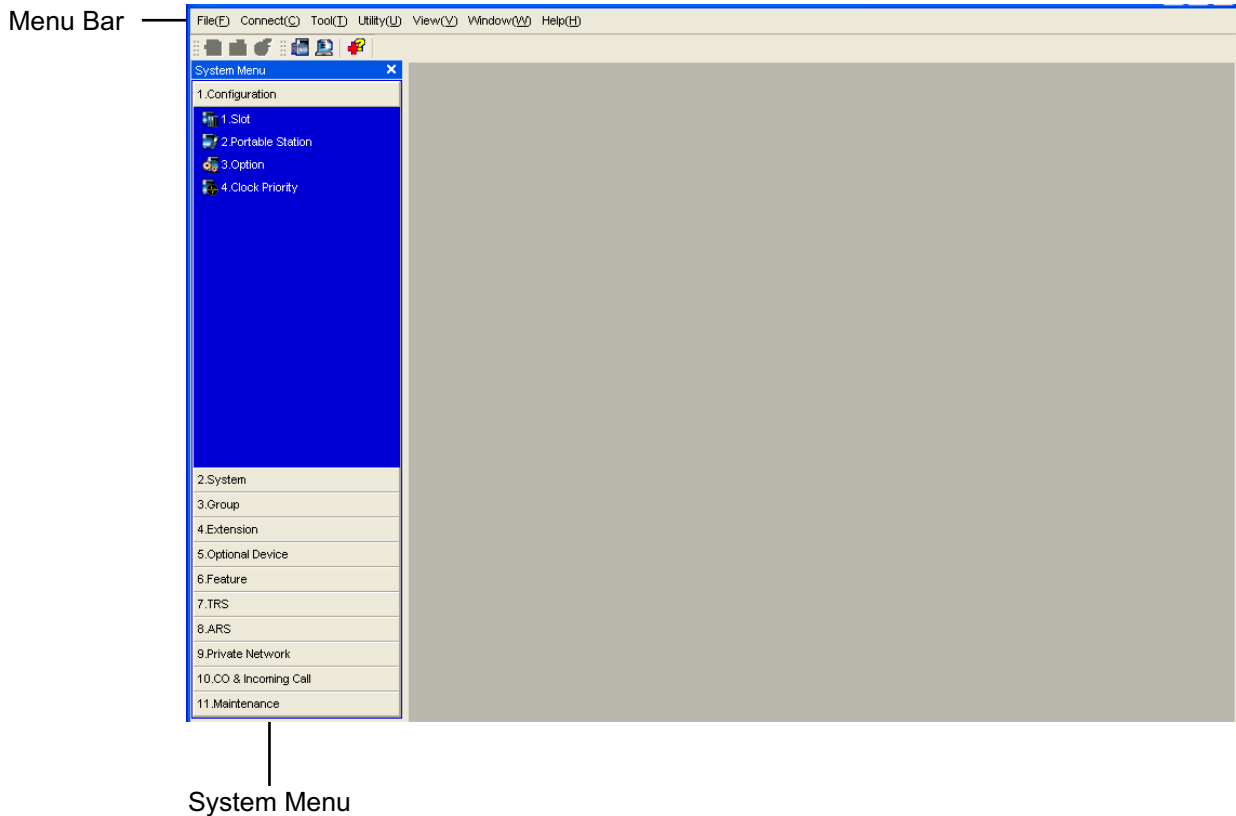 Menu Bar
File(F) Connect(C) Tool(T) Utility(U) View(V) Window(W) Help(H)
System Menu
1.Configuration
1.Slot
2.Portable Station
3.Option
4.Clock Priority
2.System
3.Group
4.Extension
5.Optional Device
6.Feature
7.TRS
8.ARS
9.Private Network
10.CO & Incoming Call
11.Maintenance
System Menu